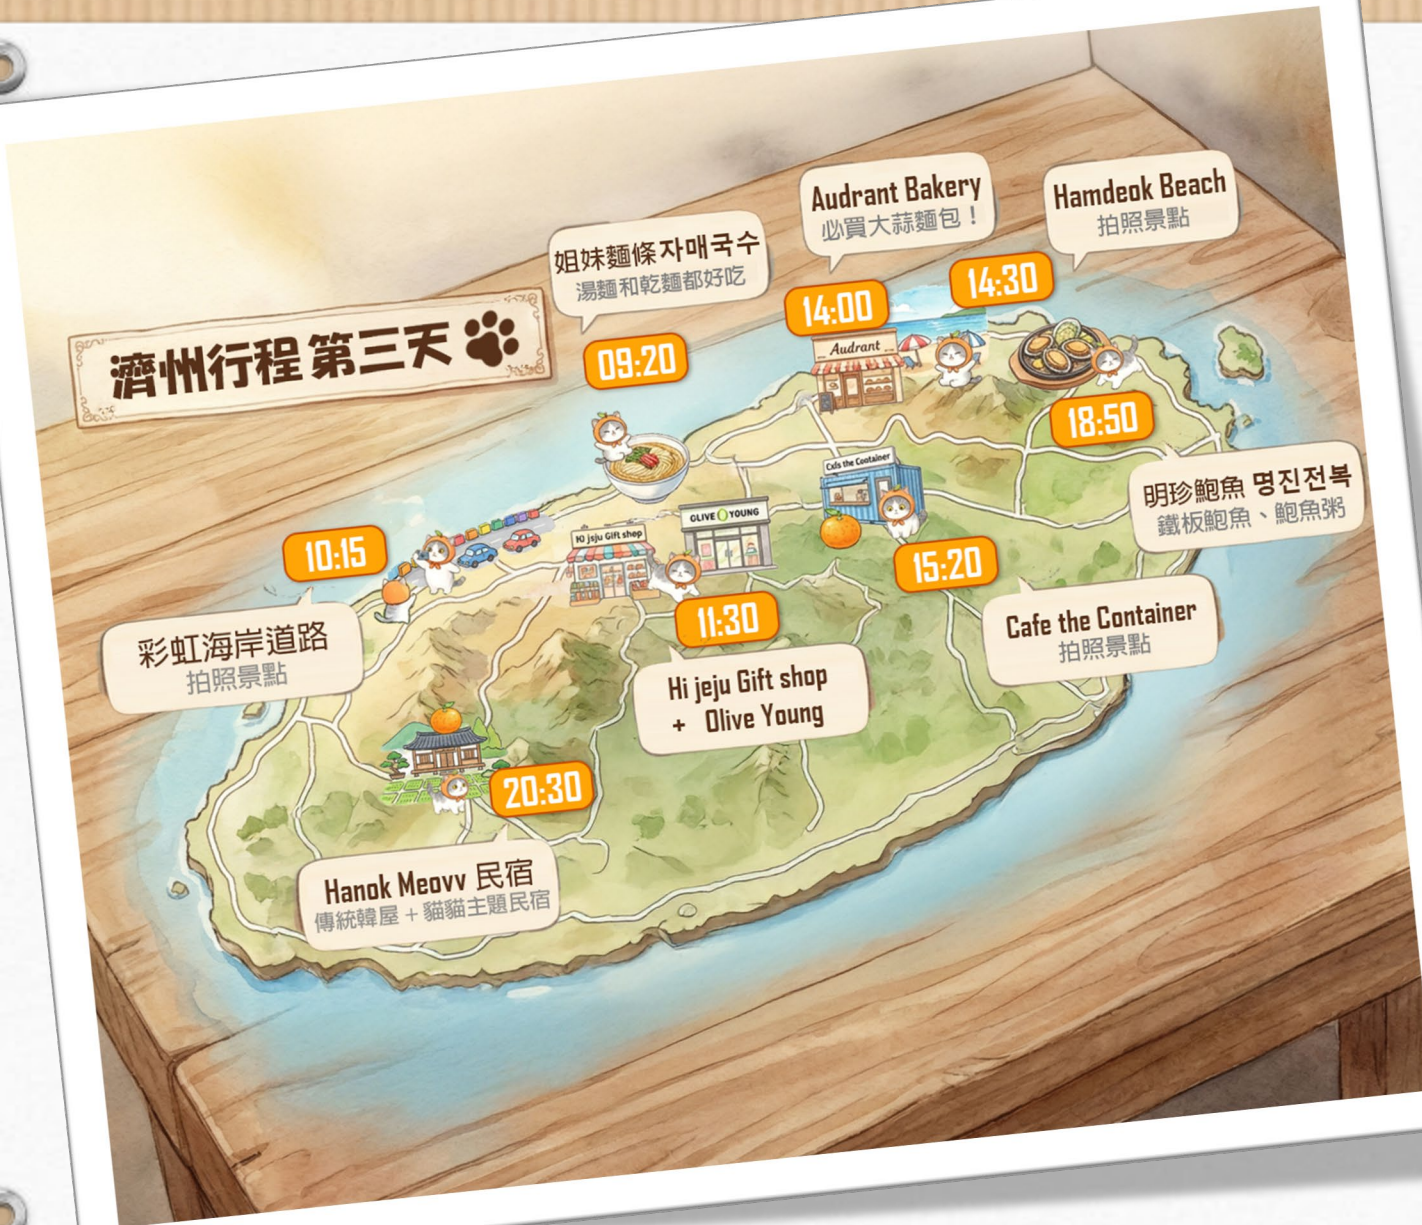 濟州行程第三天
姐妹麵條자매국수
湯麵和乾麵都好吃
09:20
Audrant Bakery
必買大蒜麵包！
14:00
Hamdeok Beach
拍照景點
14:30
Audrant
18:50
明珍鮑魚 명진전복
鐵板鮑魚、鮑魚粥
10:15
彩虹海岸道路
拍照景點
HJ jsju Gift shop
OLIVE YOUNG
11:30
Hi jeju Gift shop
+ Olive Young
Cxls the Container
15:20
Cafe the Container
拍照景點
20:30
Hanok Meovv 民宿
傳統韓屋 + 貓貓主題民宿